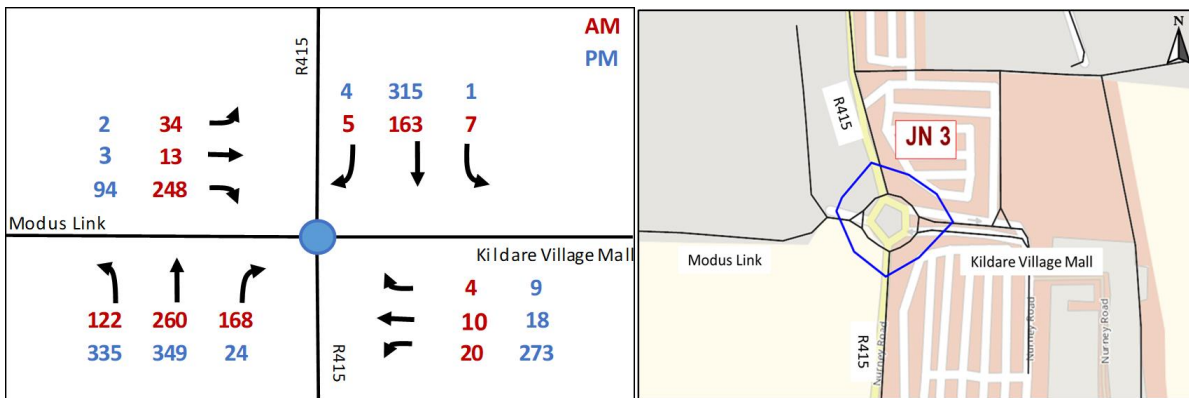 AM
PM
R415
4 315 1
5 163 7
2 34
3 13
94 248
Modus Link
Kildare Village Mall
4 9
10 18
20 273
122 260 168
335 349 24
R415
N
R415
JN 3
Modus Link
Kildare Village Mall
R415
Nurney Road
Nurney Road
Nurney Road